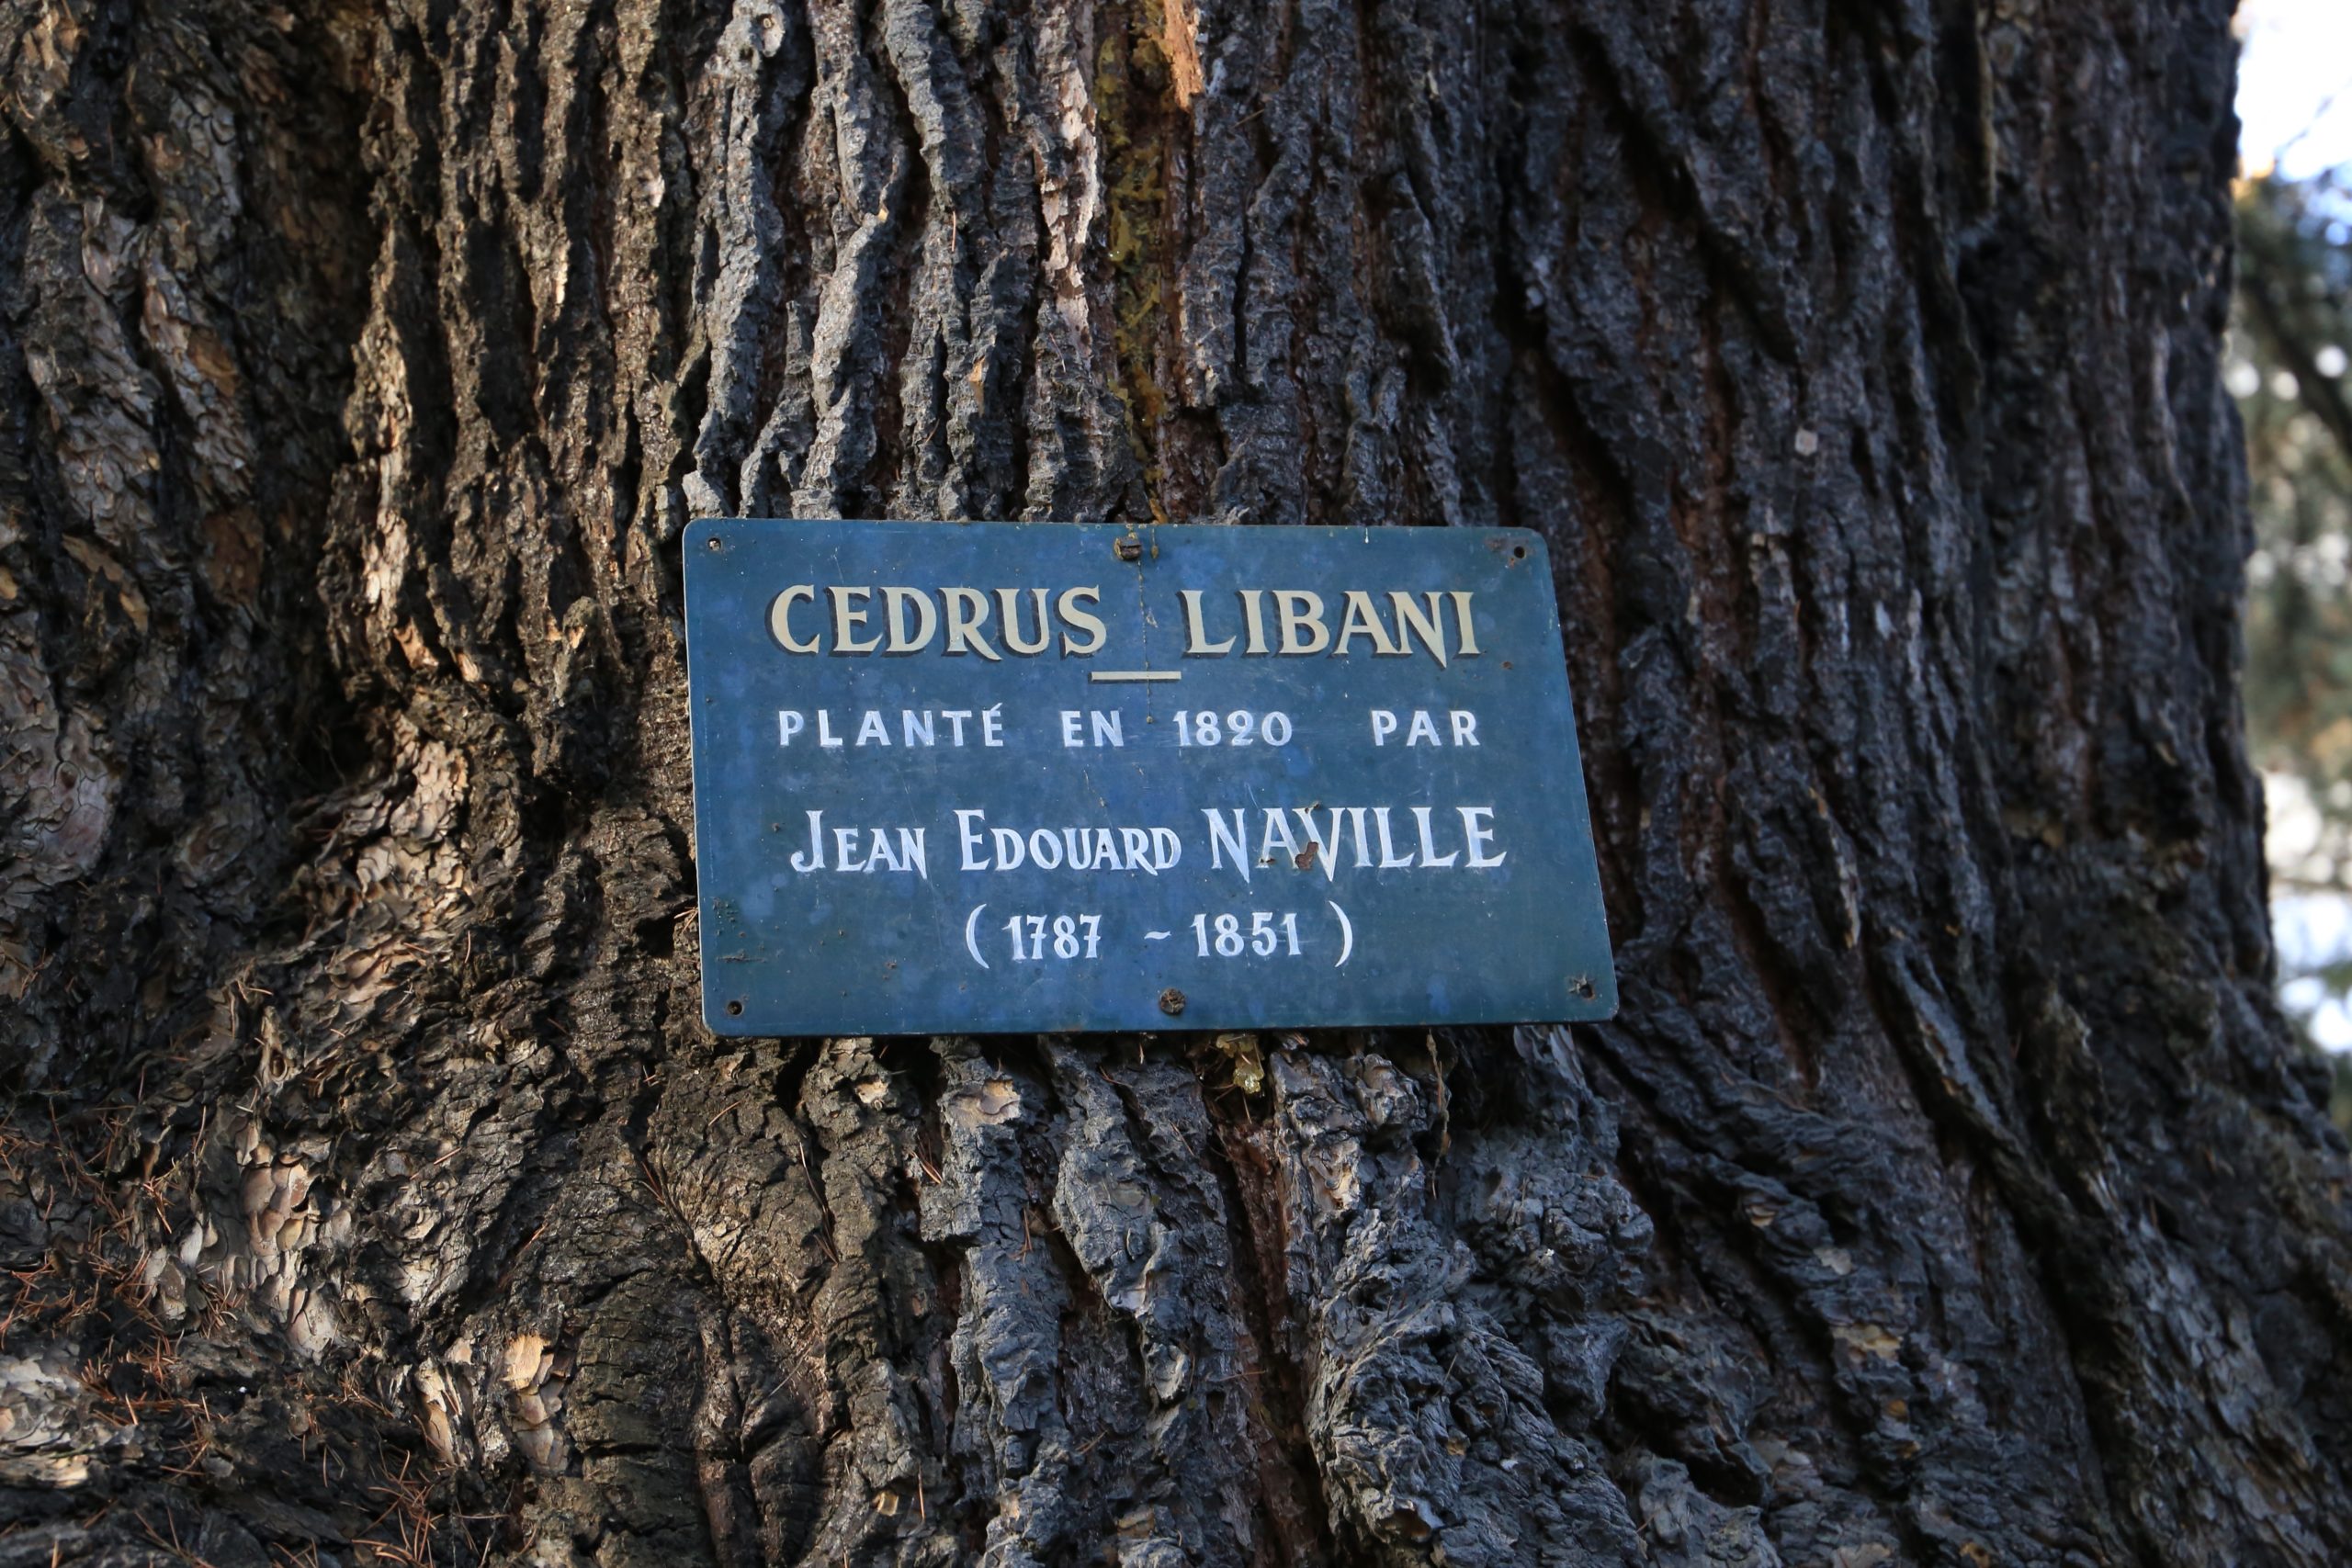 CEDRUS LIBANI
PLANTÉ EN 1820 PAR
JEAN EDOUARD NAVILLE
( 1787 - 1851 )